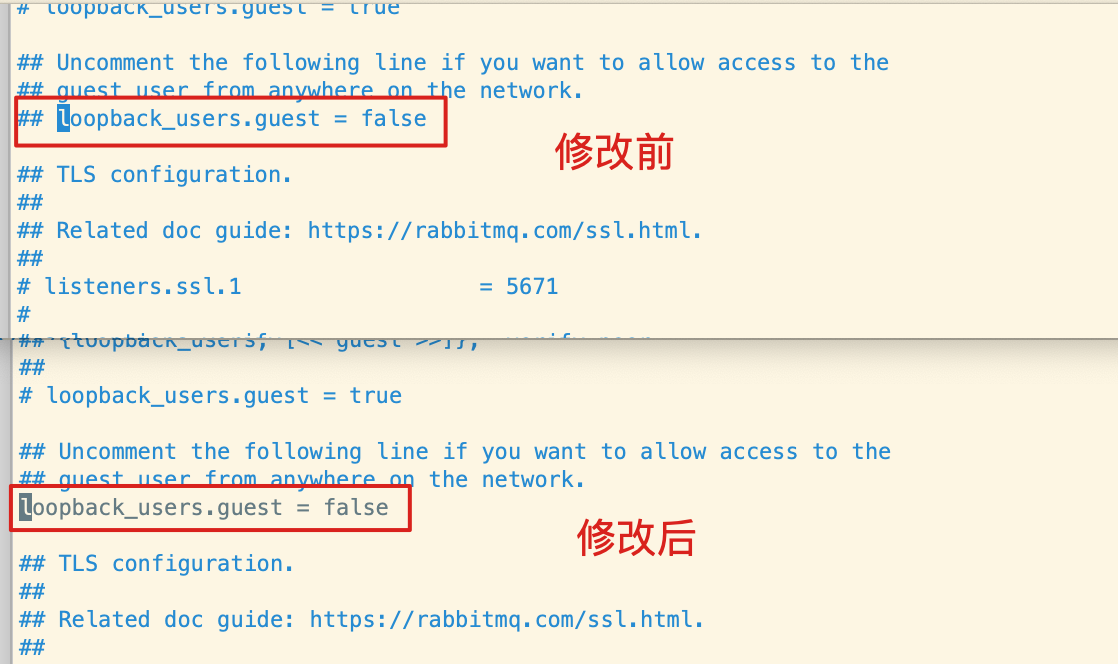 # loopback_users.guest = true
## Uncomment the following line if you want to allow access to the
## guest user from anywhere on the network.
## loopback_users.guest = false
修改前
## TLS configuration.
##
## Related doc guide: https://rabbitmq.com/ssl.html.
##
# listeners.ssl.1 = 5671
#
## {loopback_users, [<<"guest">>]},
##
# loopback_users.guest = true
## Uncomment the following line if you want to allow access to the
## guest user from anywhere on the network.
loopback_users.guest = false
修改后
## TLS configuration.
##
## Related doc guide: https://rabbitmq.com/ssl.html.
##